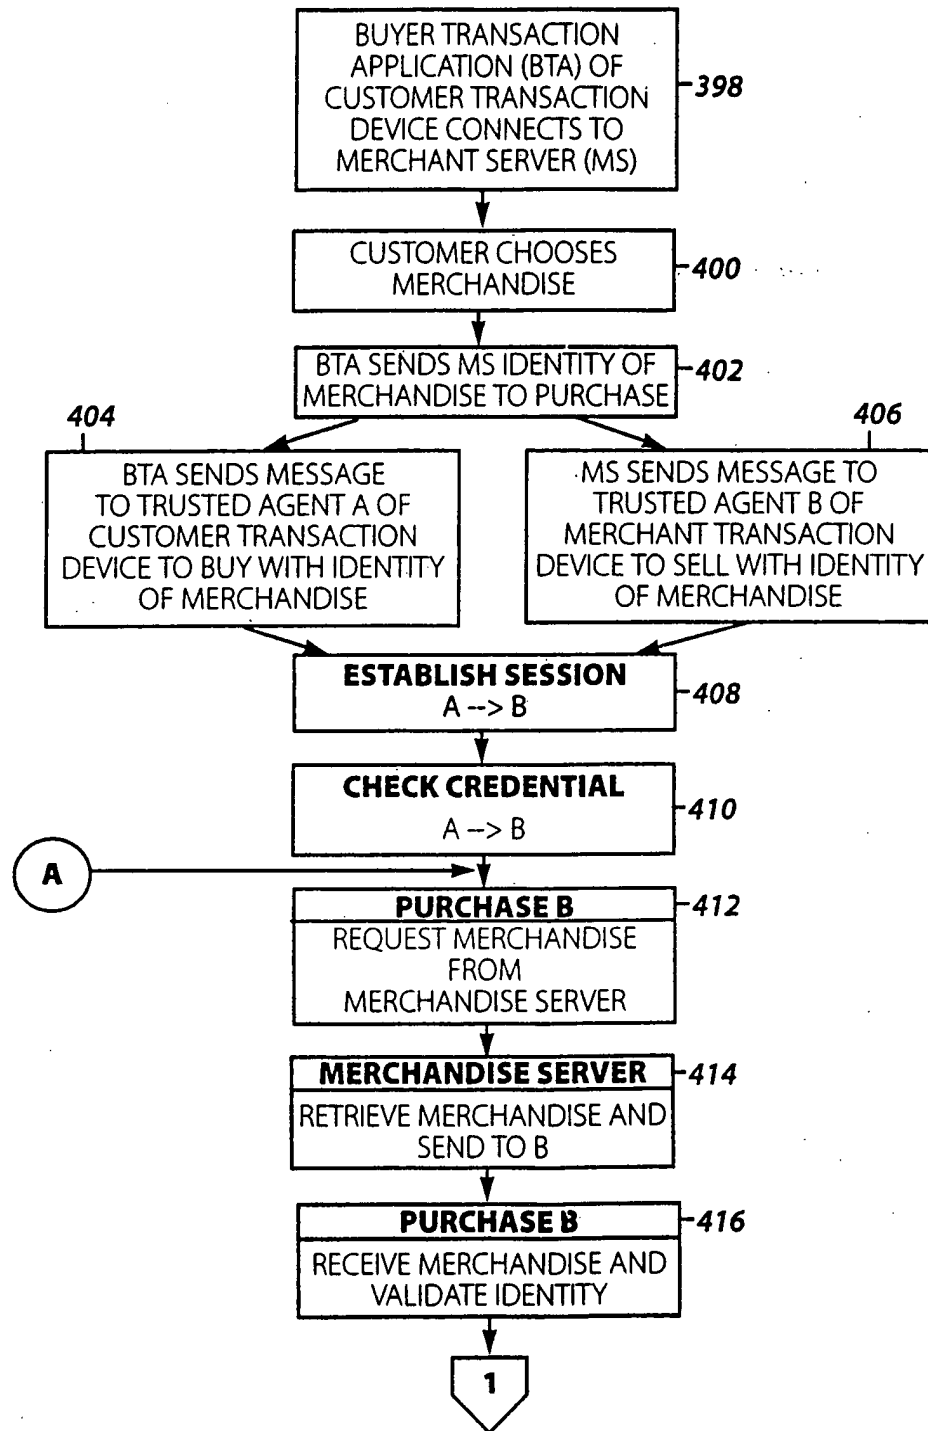 BUYER TRANSACTION
APPLICATION (BTA) OF
CUSTOMER TRANSACTION
DEVICE CONNECTS TO
MERCHANT SERVER (MS)
398
CUSTOMER CHOOSES
MERCHANDISE
400
BTA SENDS MS IDENTITY OF
MERCHANDISE TO PURCHASE
402
404
BTA SENDS MESSAGE
TO TRUSTED AGENT A OF
CUSTOMER TRANSACTION
DEVICE TO BUY WITH IDENTITY
OF MERCHANDISE
406
MS SENDS MESSAGE TO
TRUSTED AGENT B OF
MERCHANT TRANSACTION
DEVICE TO SELL WITH IDENTITY
OF MERCHANDISE
ESTABLISH SESSION
A --> B
408
CHECK CREDENTIAL
A --> B
410
A
PURCHASE B
412
REQUEST MERCHANDISE
FROM
MERCHANDISE SERVER
MERCHANDISE SERVER
414
RETRIEVE MERCHANDISE AND
SEND TO B
PURCHASE B
416
RECEIVE MERCHANDISE AND
VALIDATE IDENTITY
1